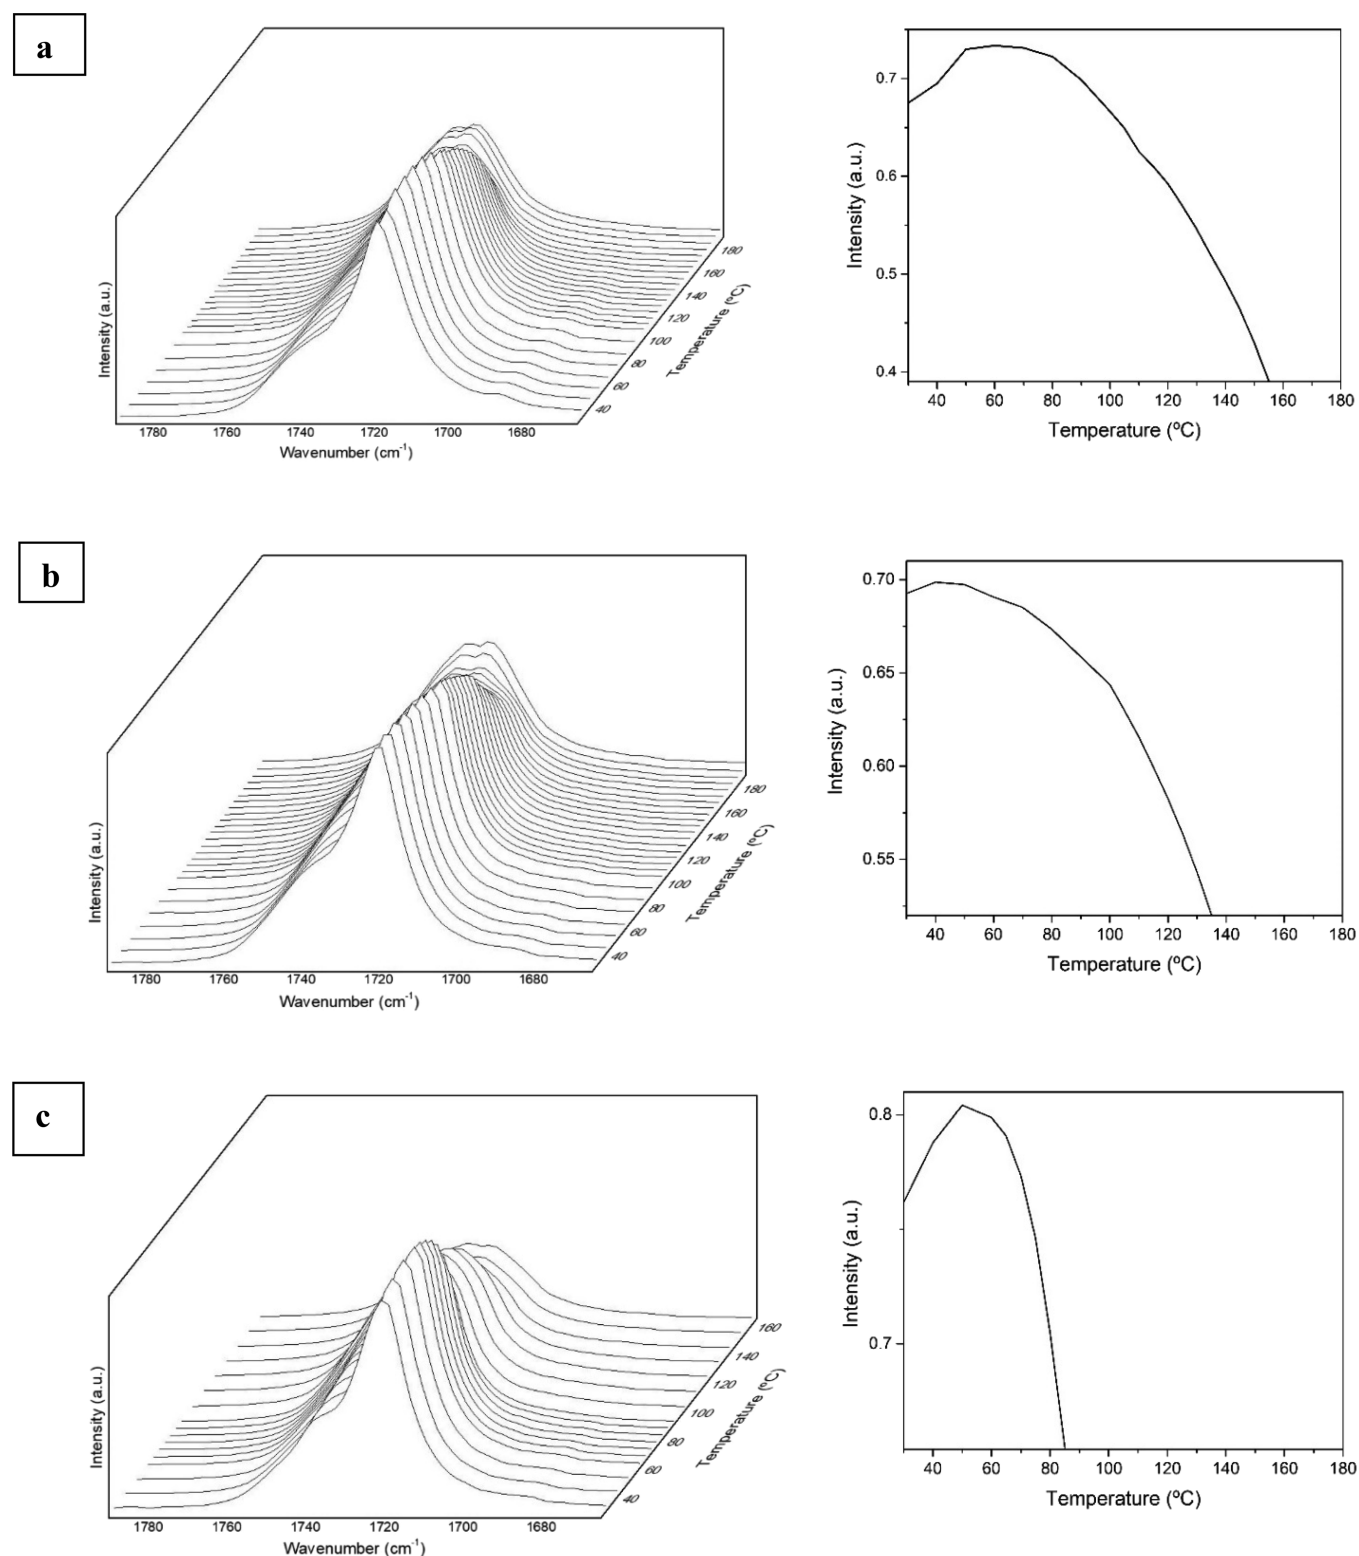 a
Intensity (a.u.)
1780 1760 1740 1720 1700 1680
Wavenumber (cm-1)
40 60 80 100 120 140 160 180
Temperature (ºC)
0.7
0.6
0.5
0.4
Intensity (a.u.)
40 60 80 100 120 140 160 180
Temperature (ºC)
b
Intensity (a.u.)
1780 1760 1740 1720 1700 1680
Wavenumber (cm-1)
40 60 80 100 120 140 160 180
Temperature (ºC)
0.70
0.65
0.60
0.55
Intensity (a.u.)
40 60 80 100 120 140 160 180
Temperature (ºC)
c
Intensity (a.u.)
1780 1760 1740 1720 1700 1680
Wavenumber (cm-1)
40 60 80 100 120 140 160
Temperature (ºC)
0.8
0.7
Intensity (a.u.)
40 60 80 100 120 140 160 180
Temperature (ºC)